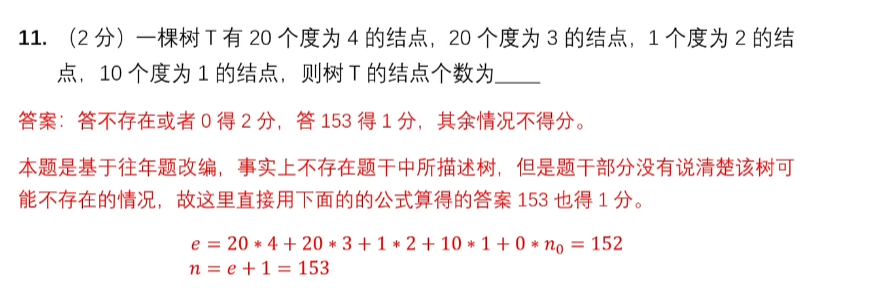 11. （2 分）一棵树 T 有 20 个度为 4 的结点，20 个度为 3 的结点，1 个度为 2 的结
点，10 个度为 1 的结点，则树 T 的结点个数为____
答案：答不存在或者 0 得 2 分，答 153 得 1 分，其余情况不得分。
本题是基于往年题改编，事实上不存在题干中所描述树，但是题干部分没有说清楚该树可
能不存在的情况，故这里直接用下面的的公式算得的答案 153 也得 1 分。
e = 20 ∗ 4 + 20 ∗ 3 + 1 ∗ 2 + 10 ∗ 1 + 0 ∗ n₀ = 152
n = e + 1 = 153